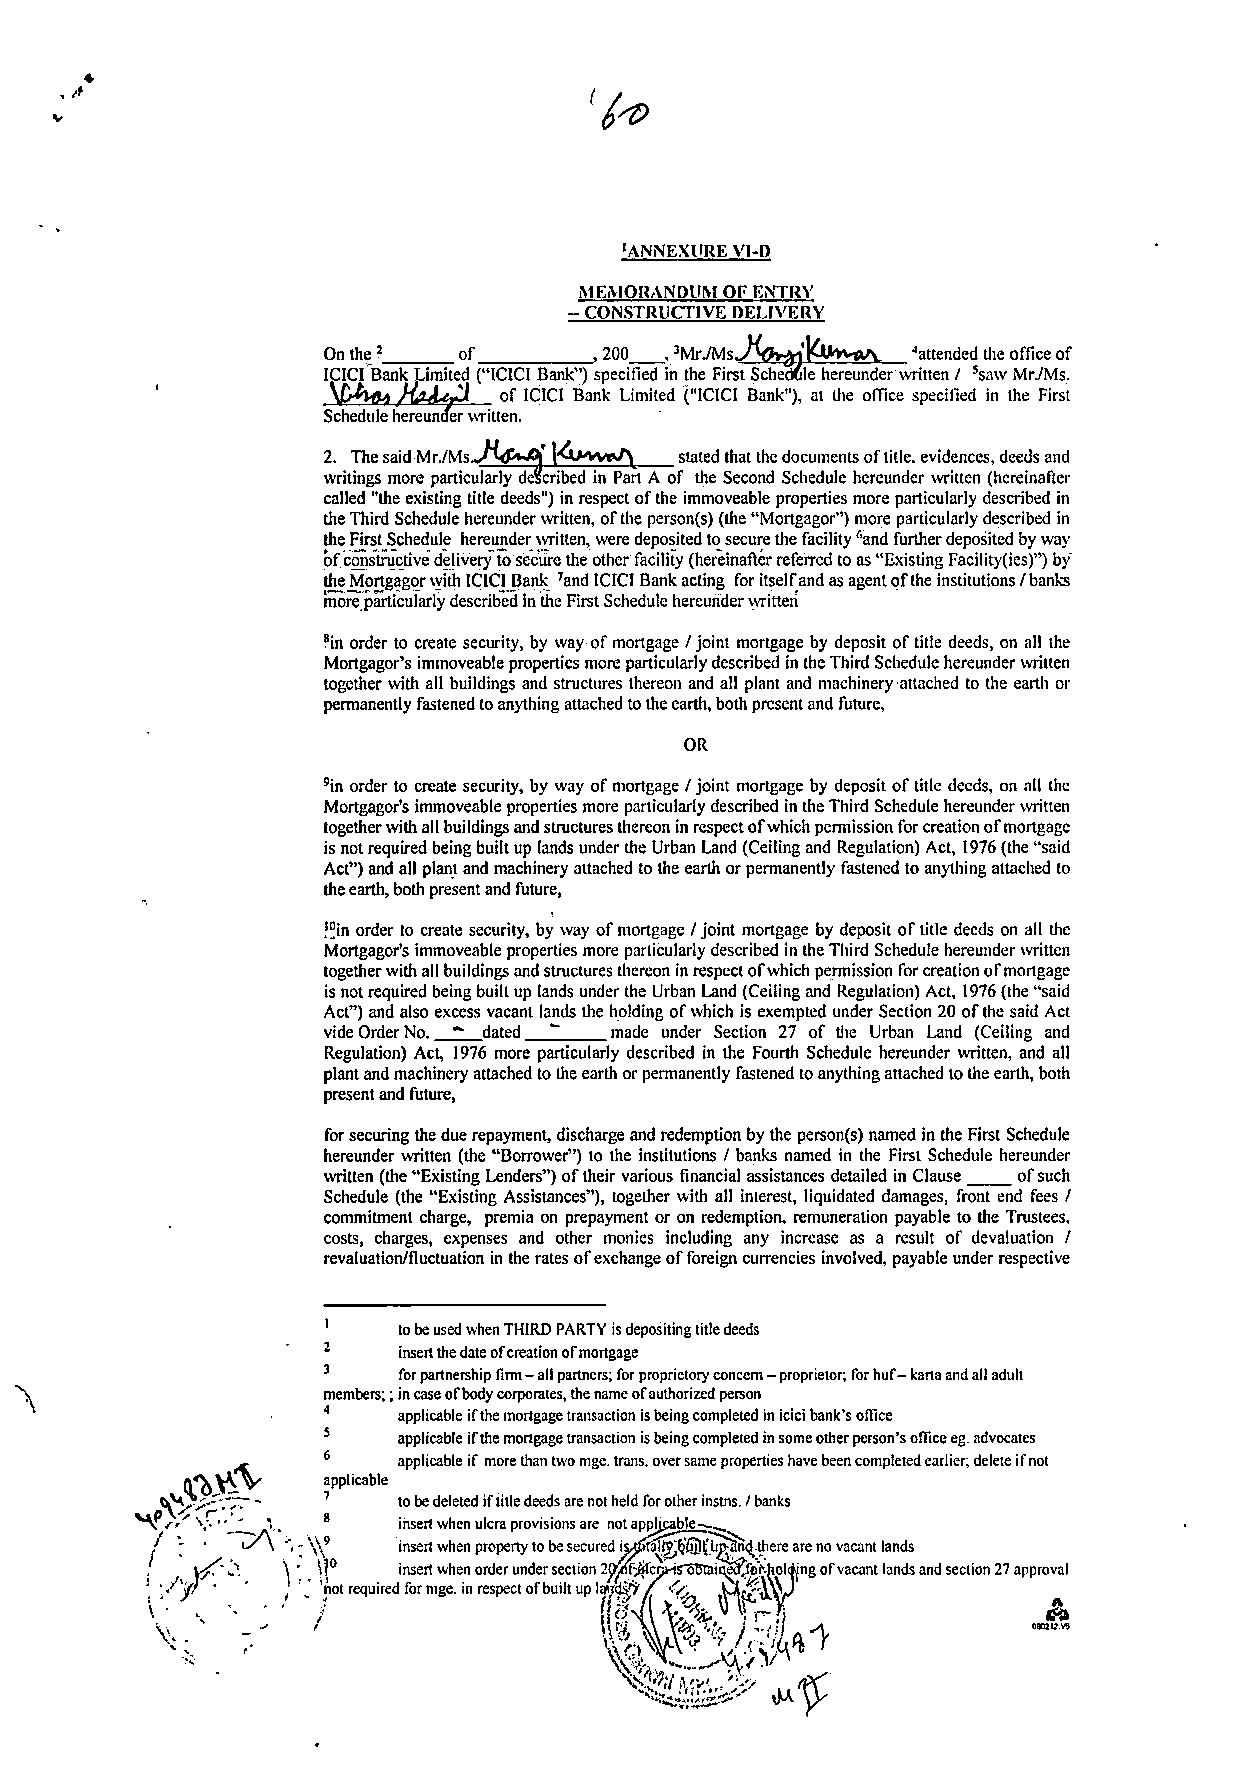 60
¹ANNEXURE VI-D
MEMORANDUM OF ENTRY
– CONSTRUCTIVE DELIVERY
On the ²_______ of ___________, 200___, ³Mr./Ms. Manoj Kumar ⁴attended the office of
ICICI Bank Limited ("ICICI Bank") specified in the First Schedule hereunder written / ⁵saw Mr./Ms.
of ICICI Bank Limited ("ICICI Bank"), at the office specified in the First
Schedule hereunder written.
2. The said Mr./Ms. Manoj Kumar stated that the documents of title, evidences, deeds and
writings more particularly described in Part A of the Second Schedule hereunder written (hereinafter
called "the existing title deeds") in respect of the immoveable properties more particularly described in
the Third Schedule hereunder written, of the person(s) (the "Mortgagor") more particularly described in
the First Schedule hereunder written, were deposited to secure the facility ⁶and further deposited by way
of constructive delivery to secure the other facility (hereinafter referred to as "Existing Facility(ies)") by
the Mortgagor with ICICI Bank ⁷and ICICI Bank acting for itself and as agent of the institutions / banks
more particularly described in the First Schedule hereunder written
⁸in order to create security, by way of mortgage / joint mortgage by deposit of title deeds, on all the
Mortgagor's immoveable properties more particularly described in the Third Schedule hereunder written
together with all buildings and structures thereon and all plant and machinery attached to the earth or
permanently fastened to anything attached to the earth, both present and future,
OR
⁹in order to create security, by way of mortgage / joint mortgage by deposit of title deeds, on all the
Mortgagor's immoveable properties more particularly described in the Third Schedule hereunder written
together with all buildings and structures thereon in respect of which permission for creation of mortgage
is not required being built up lands under the Urban Land (Ceiling and Regulation) Act, 1976 (the "said
Act") and all plant and machinery attached to the earth or permanently fastened to anything attached to
the earth, both present and future,
¹⁰in order to create security, by way of mortgage / joint mortgage by deposit of title deeds on all the
Mortgagor's immoveable properties more particularly described in the Third Schedule hereunder written
together with all buildings and structures thereon in respect of which permission for creation of mortgage
is not required being built up lands under the Urban Land (Ceiling and Regulation) Act, 1976 (the "said
Act") and also excess vacant lands the holding of which is exempted under Section 20 of the said Act
vide Order No. __-__ dated ___-___ made under Section 27 of the Urban Land (Ceiling and
Regulation) Act, 1976 more particularly described in the Fourth Schedule hereunder written, and all
plant and machinery attached to the earth or permanently fastened to anything attached to the earth, both
present and future,
for securing the due repayment, discharge and redemption by the person(s) named in the First Schedule
hereunder written (the "Borrower") to the institutions / banks named in the First Schedule hereunder
written (the "Existing Lenders") of their various financial assistances detailed in Clause ____ of such
Schedule (the "Existing Assistances"), together with all interest, liquidated damages, front end fees /
commitment charge, premia on prepayment or on redemption, remuneration payable to the Trustees,
costs, charges, expenses and other monies including any increase as a result of devaluation /
revaluation/fluctuation in the rates of exchange of foreign currencies involved, payable under respective
1 to be used when THIRD PARTY is depositing title deeds
2 insert the date of creation of mortgage
3 for partnership firm – all partners; for proprietory concern – proprietor; for huf – karta and all adult
members; ; in case of body corporates, the name of authorized person
4 applicable if the mortgage transaction is being completed in icici bank's office
5 applicable if the mortgage transaction is being completed in some other person's office eg. advocates
6 applicable if more than two mge. trans. over same properties have been completed earlier; delete if not
applicable
7 to be deleted if title deeds are not held for other instns. / banks
8 insert when ulcra provisions are not applicable
9 insert when property to be secured is totally built up and there are no vacant lands
10 insert when order under section 20 of ulcra is obtained for holding of vacant lands and section 27 approval
not required for mge. in respect of built up lands
LUDHIANA
080212.V5